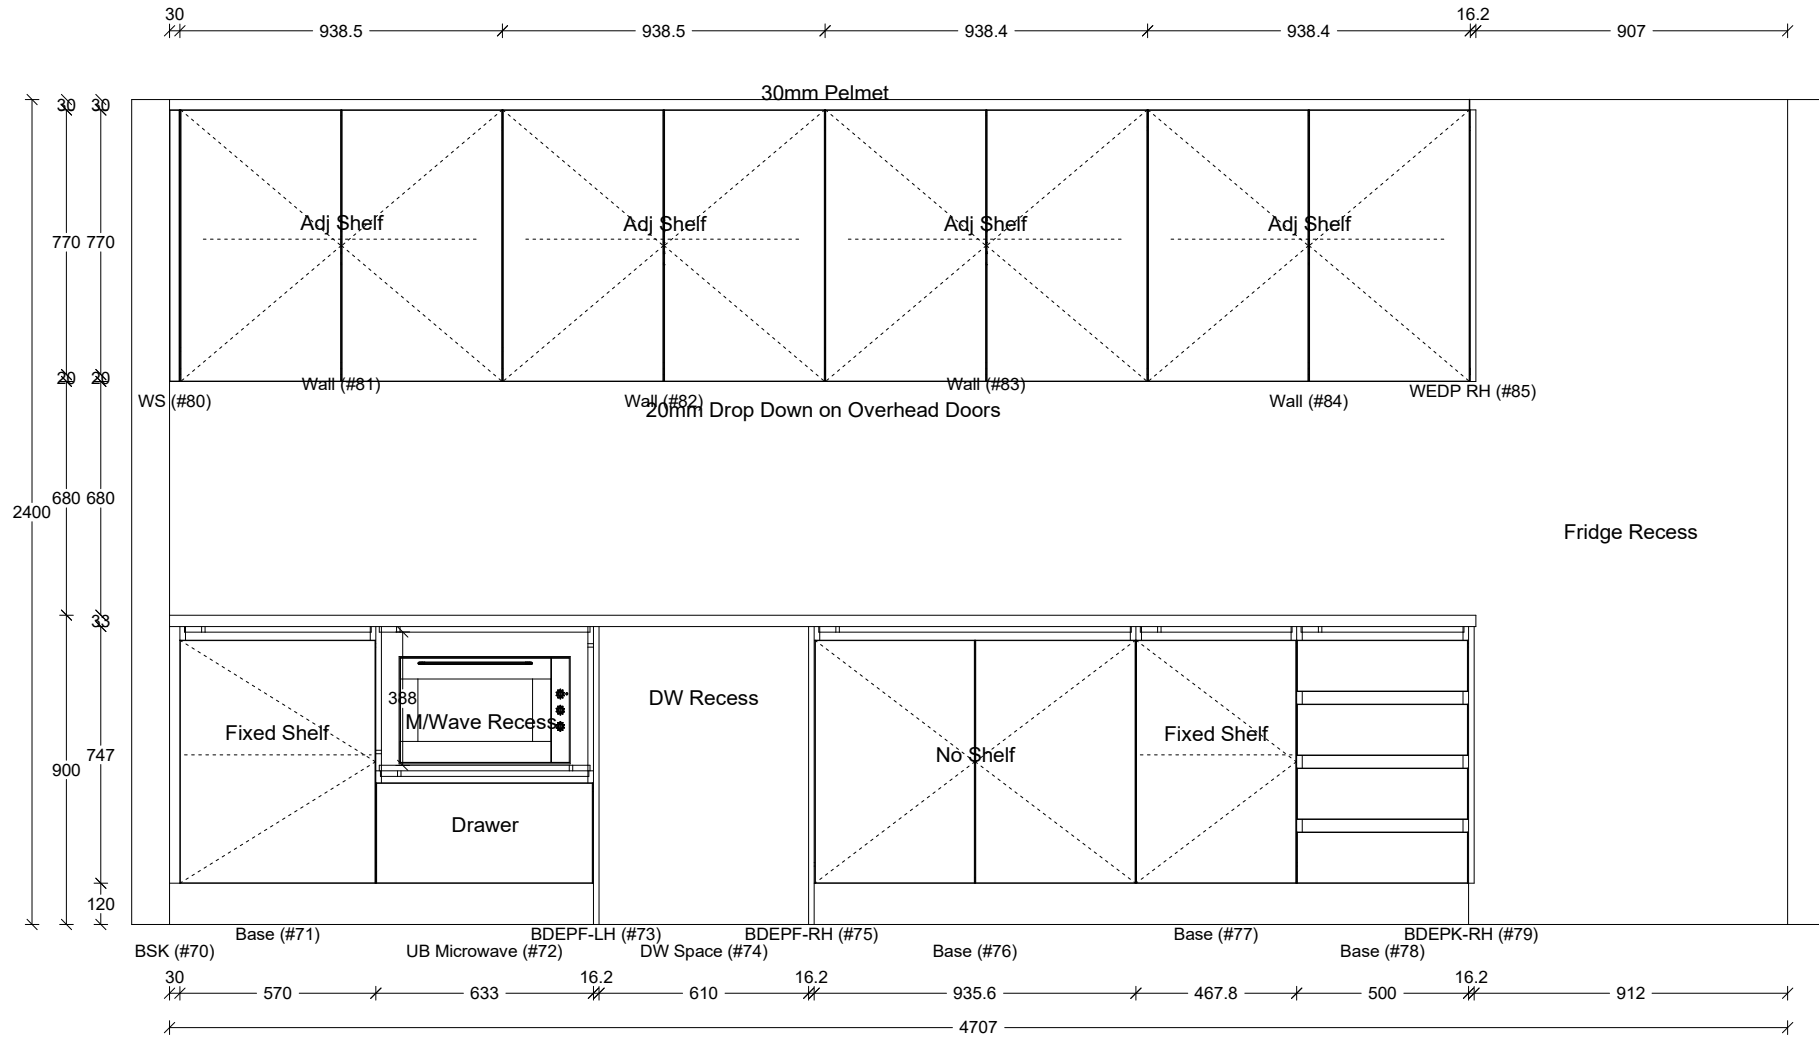 30
16.2
938.5
938.5
938.4
938.4
907
30mm Pelmet
30
30
Adj Shelf
Adj Shelf
Adj Shelf
Adj Shelf
770
770
20
20
Wall (#81)
Wall (#83)
WEDP RH (#85)
WS (#80)
Wall (#82)
Wall (#84)
20mm Drop Down on Overhead Doors
680
680
2400
Fridge Recess
33
388
DW Recess
M/Wave Recess
Fixed Shelf
Fixed Shelf
747
No Shelf
900
Drawer
120
Base (#71)
BDEPF-LH (#73)
BDEPF-RH (#75)
Base (#77)
BDEPK-RH (#79)
BSK (#70)
UB Microwave (#72)
DW Space (#74)
Base (#76)
Base (#78)
30
16.2
16.2
16.2
570
633
610
935.6
467.8
500
912
4707